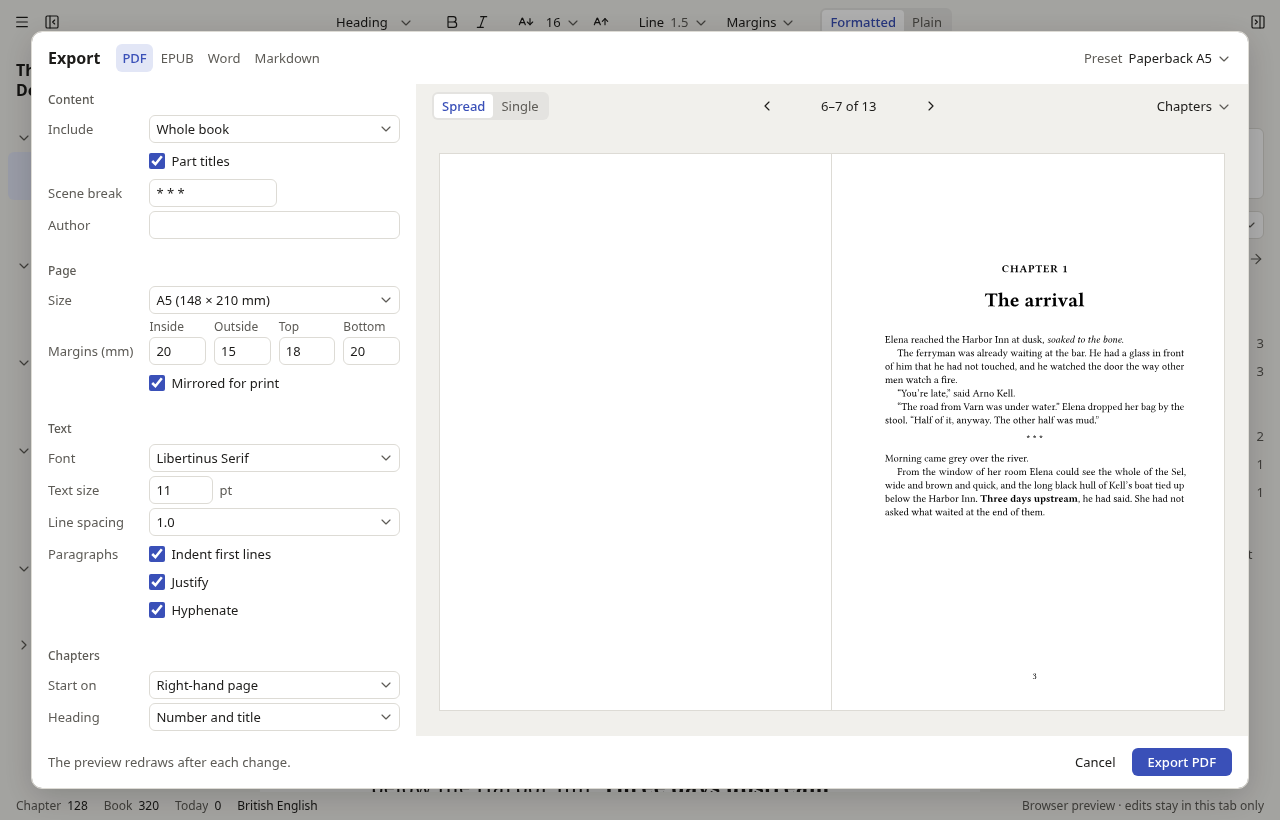 Heading
B I 16 Line 1.5 Margins Formatted Plain
Export PDF EPUB Word Markdown Preset Paperback A5
Content
Include Whole book
Part titles
Scene break * * *
Author
Page
Size A5 (148 × 210 mm)
Inside Outside Top Bottom
Margins (mm) 20 15 18 20
Mirrored for print
Text
Font Libertinus Serif
Text size 11 pt
Line spacing 1.0
Paragraphs Indent first lines
Justify
Hyphenate
Chapters
Start on Right-hand page
Heading Number and title
The preview redraws after each change.
Spread Single 6–7 of 13 Chapters
CHAPTER 1
The arrival
Elena reached the Harbor Inn at dusk, soaked to the bone.
The ferryman was already waiting at the bar. He had a glass in front
of him that he had not touched, and he watched the door the way other
men watch a fire.
“You’re late,” said Arno Kell.
“The road from Varn was under water.” Elena dropped her bag by the
stool. “Half of it, anyway. The other half was mud.”
* * *
Morning came grey over the river.
From the window of her room Elena could see the whole of the Sel,
wide and brown and quick, and the long black hull of Kell’s boat tied up
below the Harbor Inn. Three days upstream, he had said. She had not
asked what waited at the end of them.
3
Cancel Export PDF
3
3
2
1
1
Chapter 128 Book 320 Today 0 British English Browser preview · edits stay in this tab only